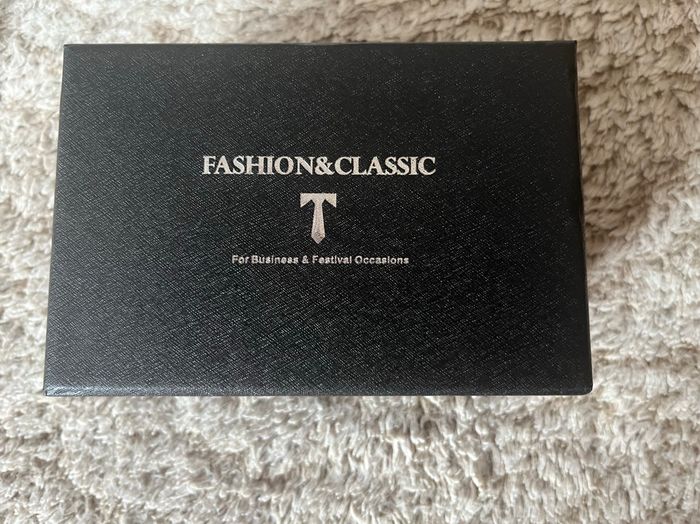 FASHION&CLASSIC
T
For Business & Festival Occasions